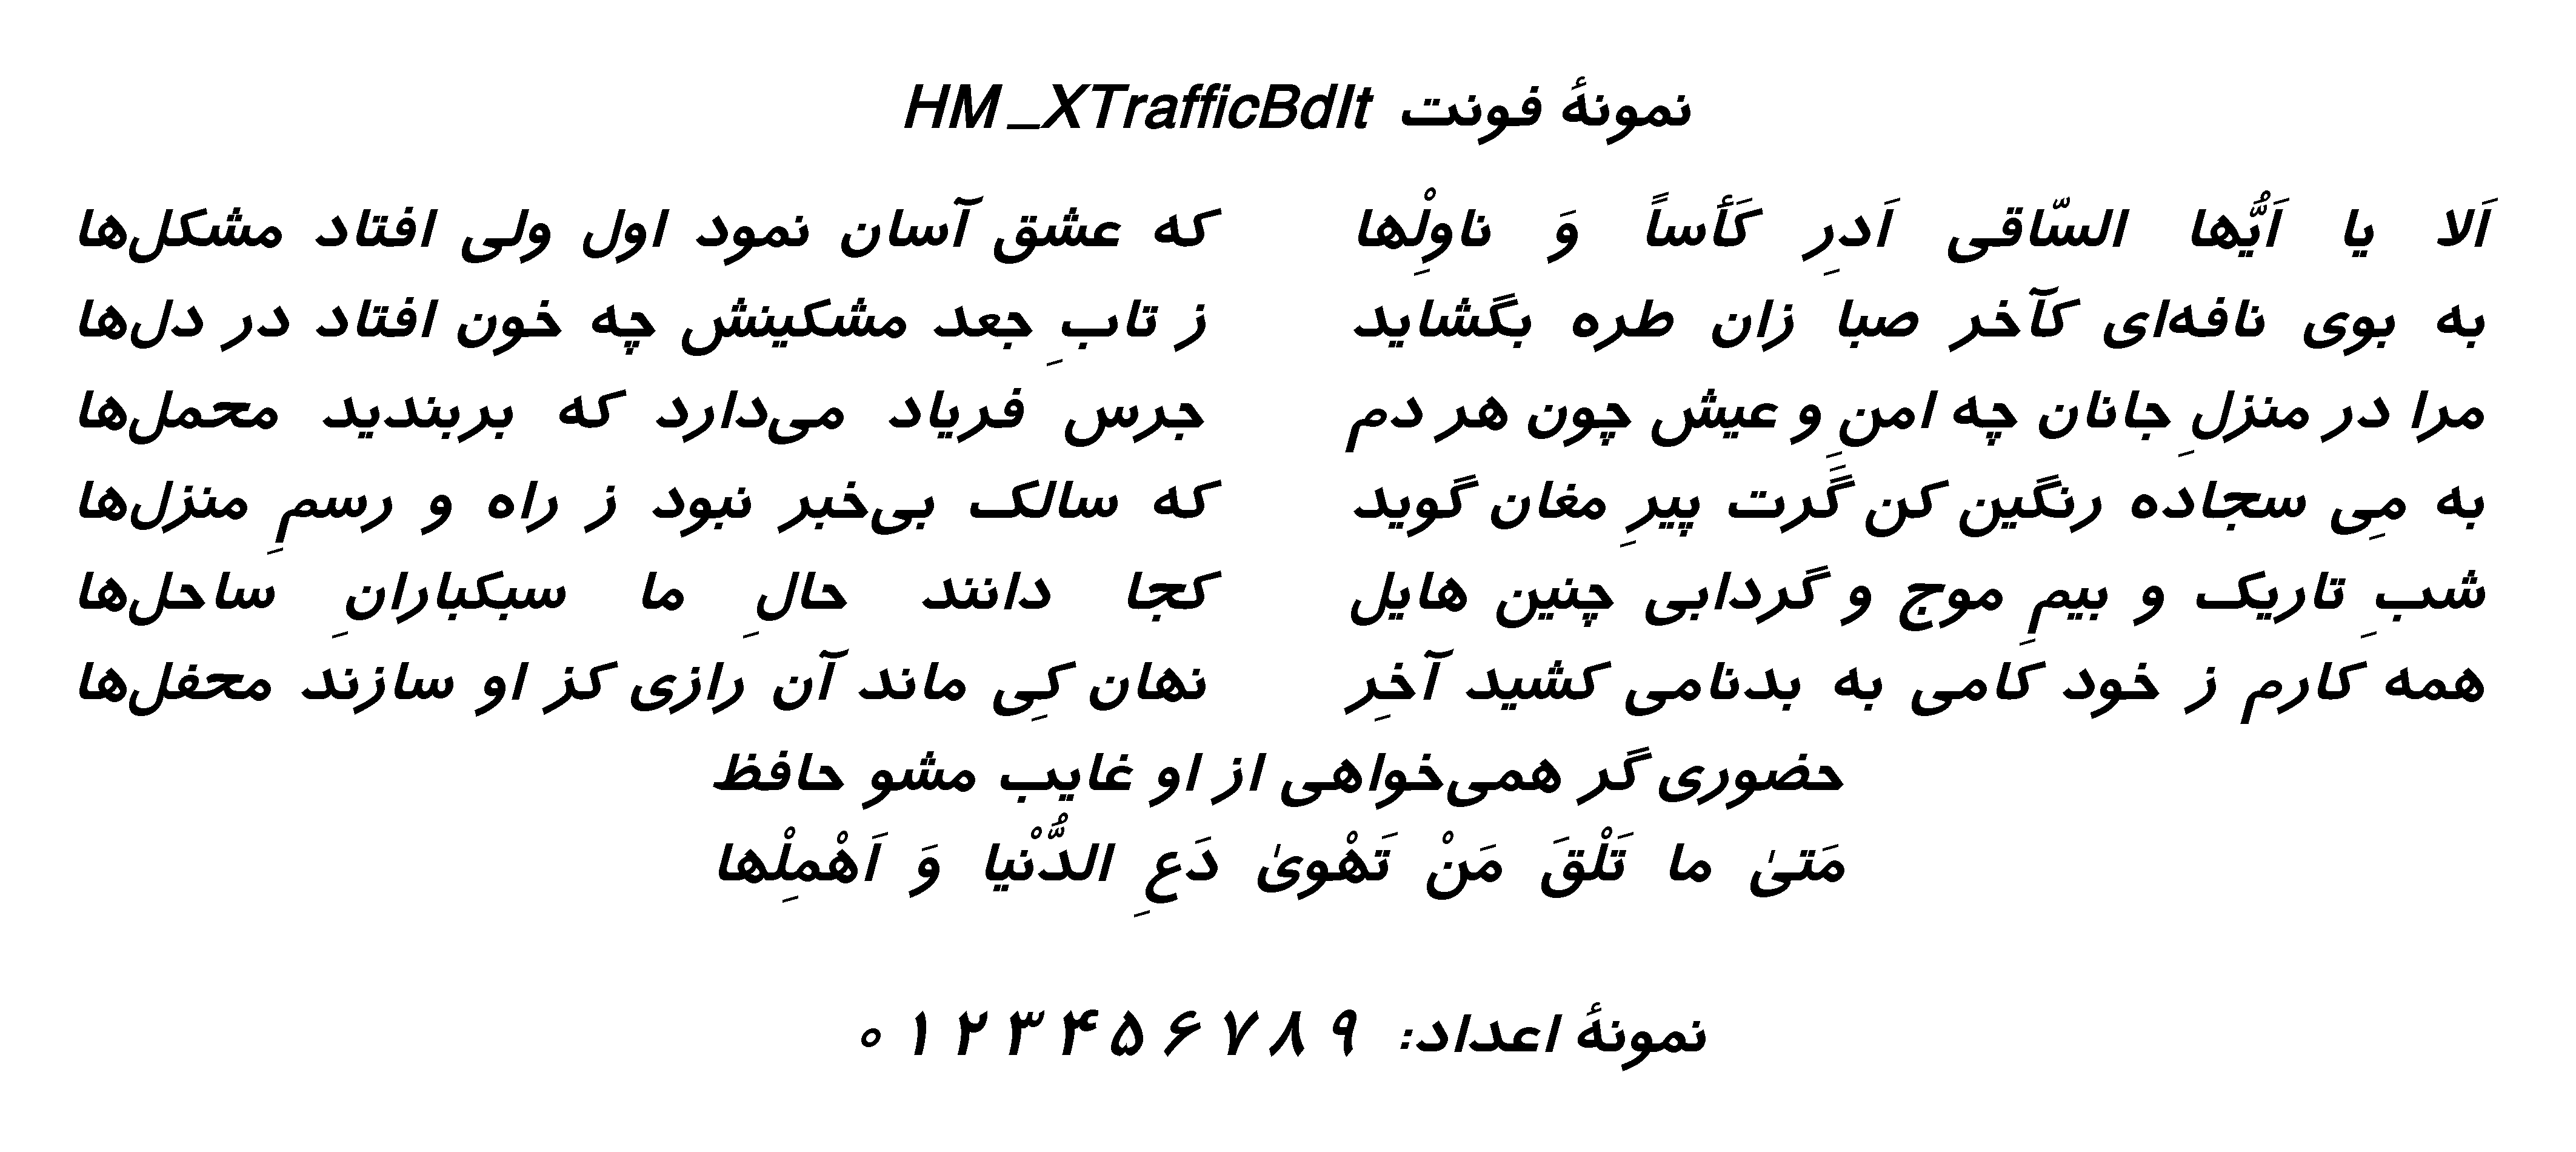 نمونهٔ فونت HM_XTrafficBdIt
اَلا یا اَیُّها السّاقی اَدرِ کَأساً وَ ناوِلْها که عشق آسان نمود اول ولی افتاد مشکل‌ها
به بوی نافه‌ای کآخر صبا زان طره بگشاید ز تابِ جعد مشکینش چه خون افتاد در دل‌ها
مرا در منزلِ جانان چه امنِ و عیش چون هر دم جرس فریاد می‌دارد که بربندید محمل‌ها
به مِی سجاده رنگین کن گَرت پیرِ مغان گوید که سالک بی‌خبر نبود ز راه و رسمِ منزل‌ها
شبِ تاریک و بیمِ موج و گردابی چنین هایل کجا دانند حالِ ما سبکبارانِ ساحل‌ها
همه کارم ز خود کامی به بدنامی کشید آخِر نهان کِی ماند آن رازی کز او سازند محفل‌ها
حضوری گر همی‌خواهی از او غایب مشو حافظ
مَتیٰ ما تَلْقَ مَنْ تَهْویٰ دَعِ الدُّنْیا وَ اَهْمِلْها
نمونهٔ اعداد: ۰ ۱ ۲ ۳ ۴ ۵ ۶ ۷ ۸ ۹